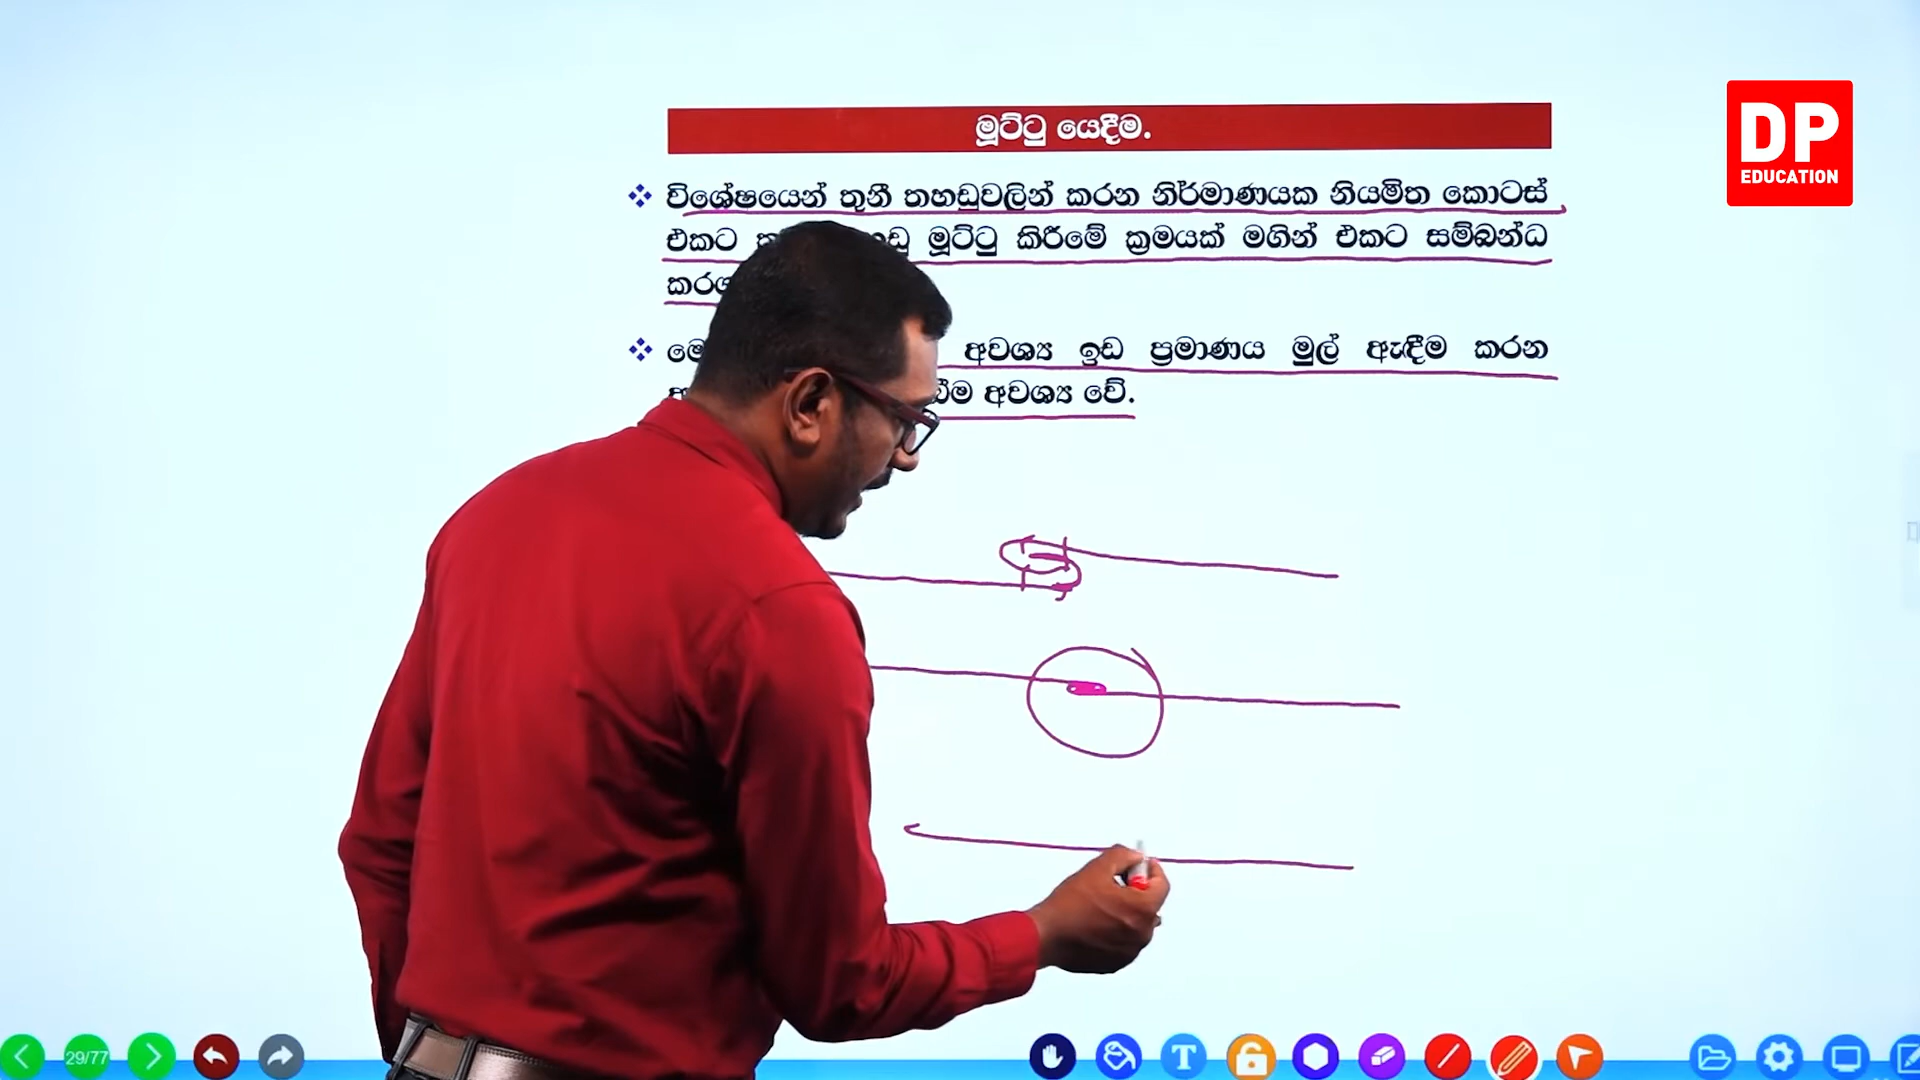 මූට්ටු යෙදීම.
DP
EDUCATION
❖ විශේෂයෙන් තුනී තහඩුවලින් කරන නිර්මාණයක නියමිත කොටස්
එකට මූට්ටු කිරීමේ ක්‍රමයක් මගින් එකට සම්බන්ධ
❖ අවශ්‍ය ඉඩ ප්‍රමාණය මුල් ඇඳීම කරන
අවශ්‍ය වේ.
29/77
T